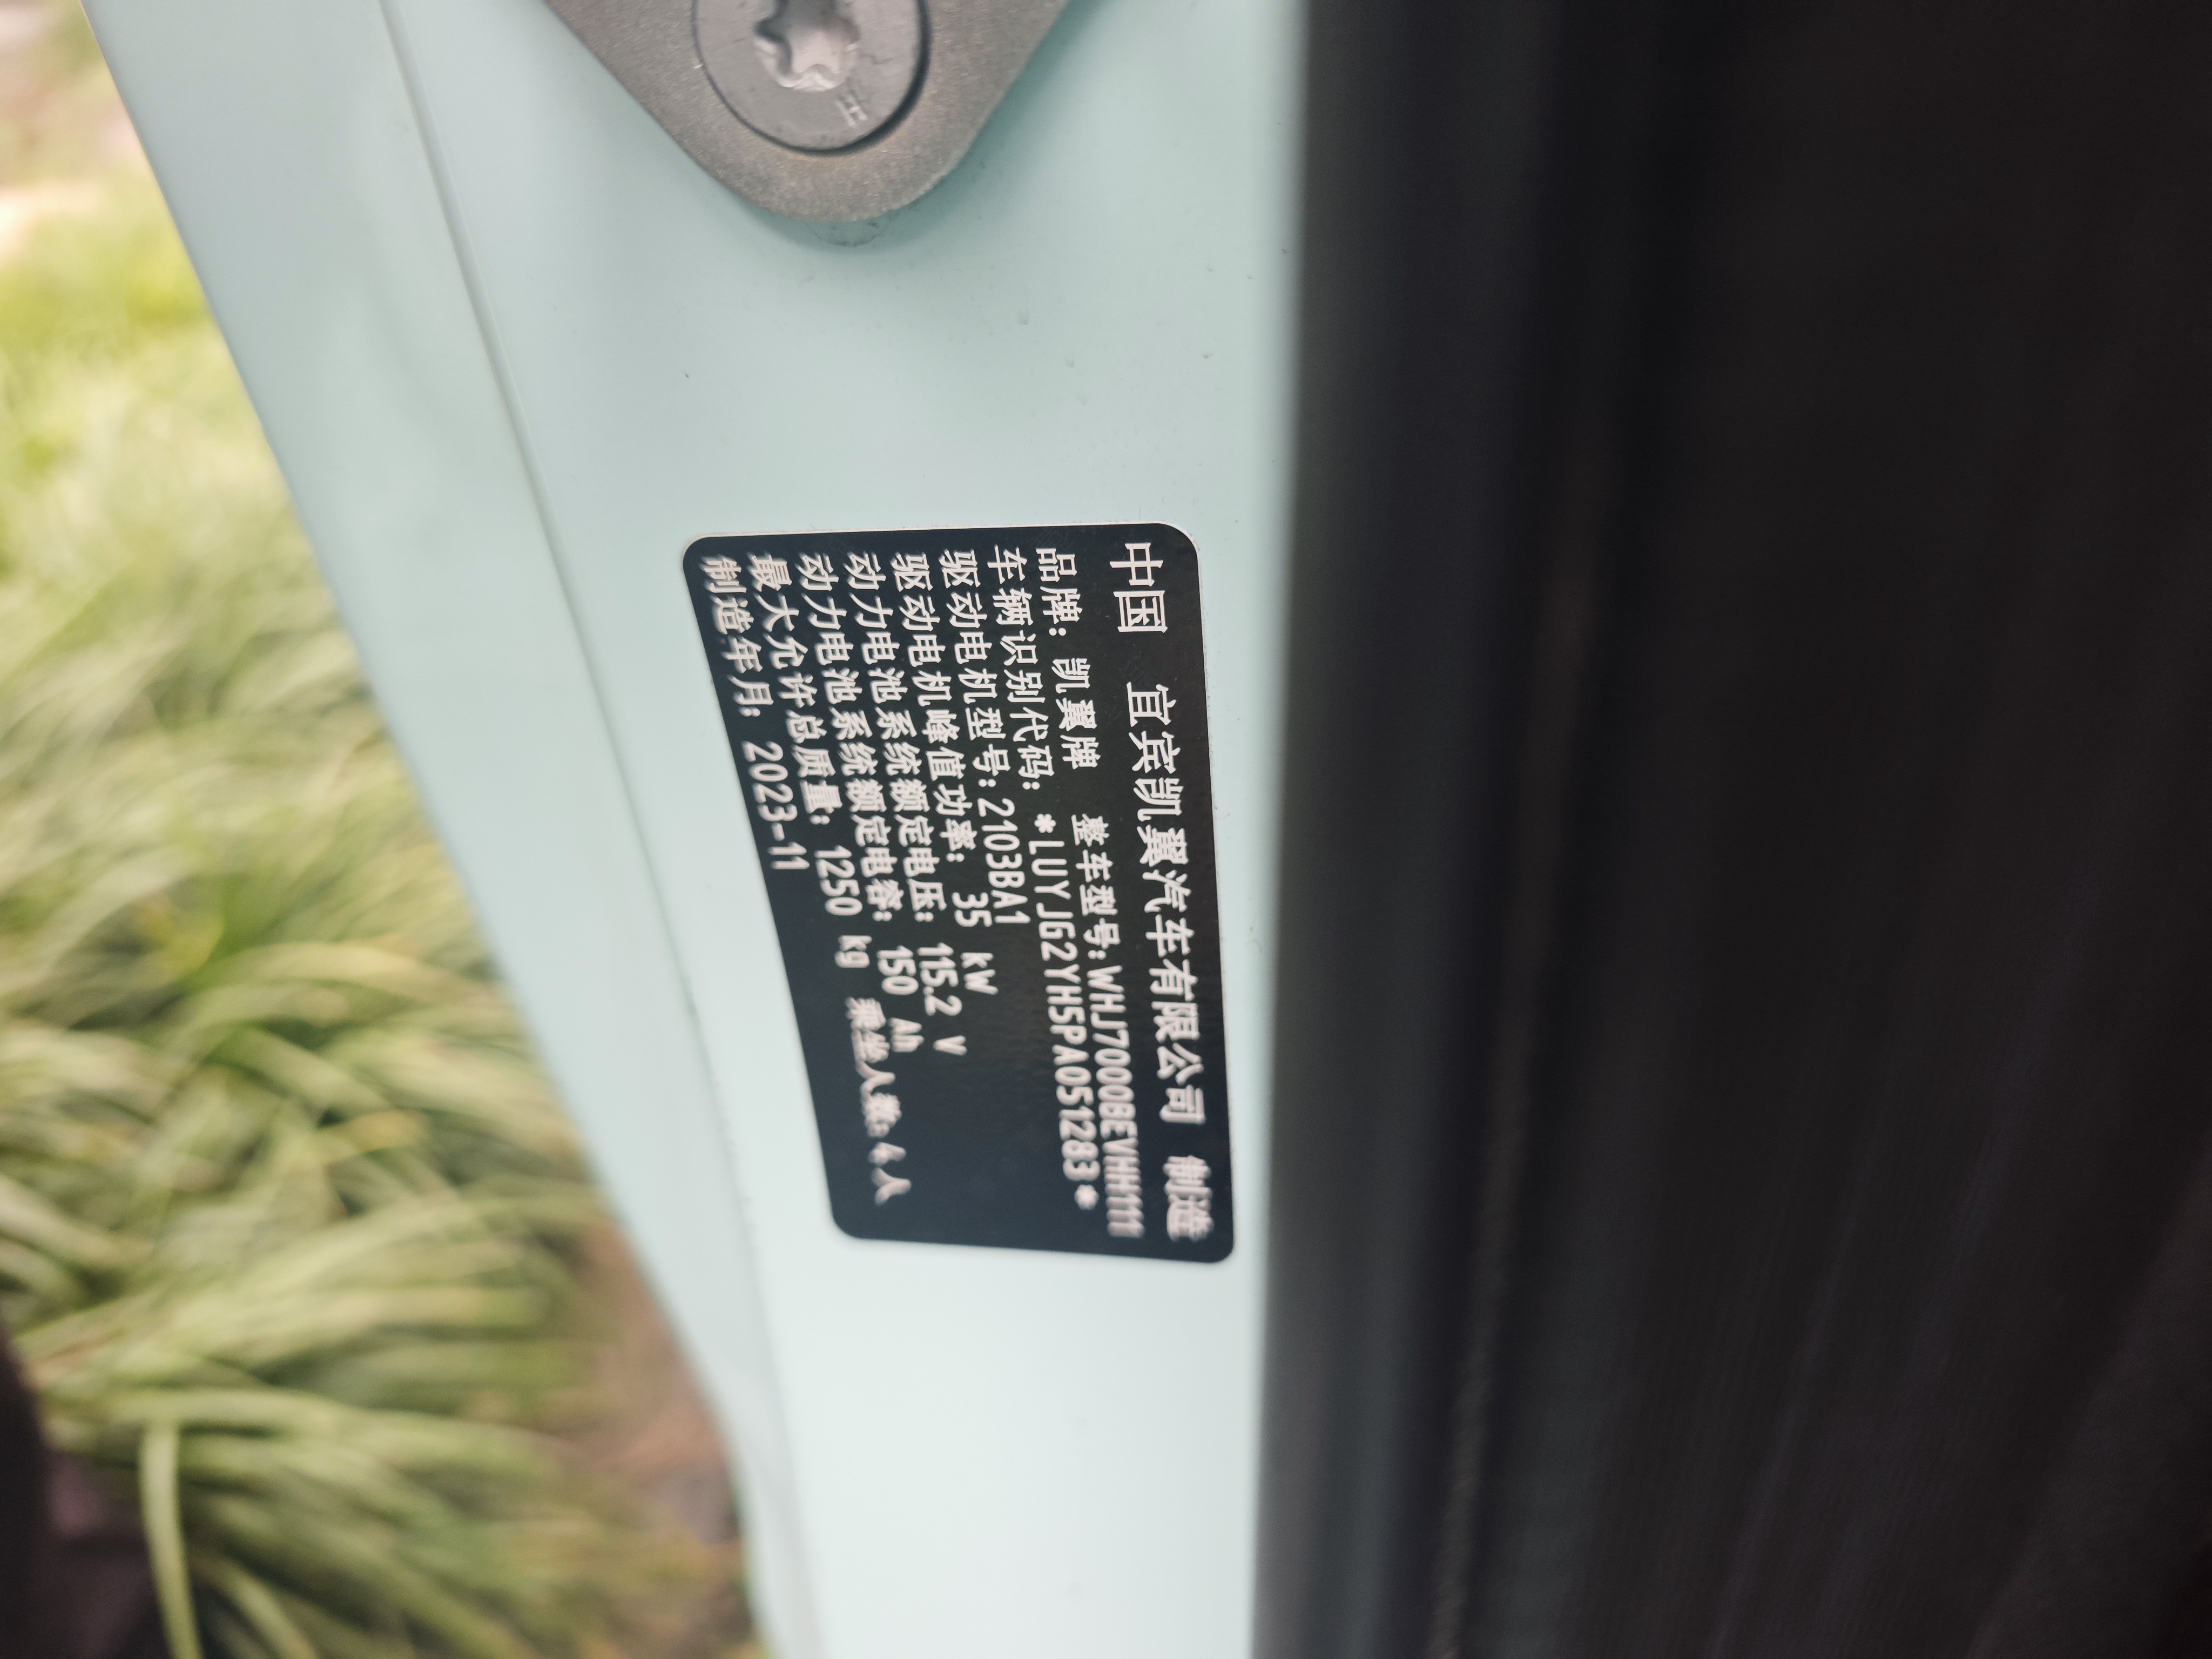 中国 宜宾凯翼汽车有限公司 制造
品牌: 凯翼牌 整车型号:WHJ7000BEVHH111
车辆识别代码: *LUYJG2YH5PA051283*
驱动电机型号:2103BA1
驱动电机峰值功率: 35 kW
动力电池系统额定电压: 115.2 V
动力电池系统额定电容: 150 Ah
最大允许总质量: 1250 kg 乘坐人数:4人
制造年月: 2023-11